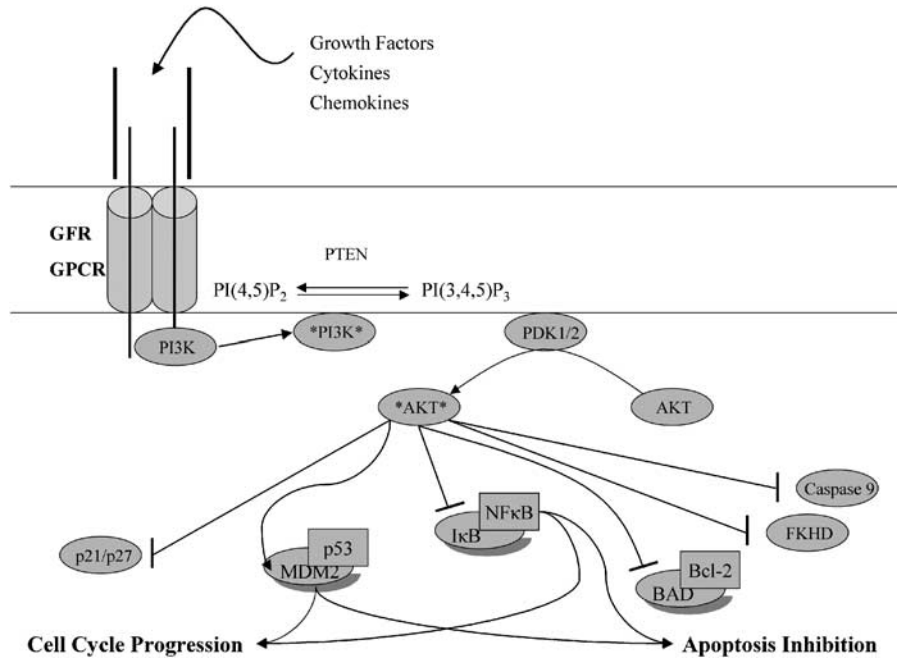 Growth Factors
Cytokines
Chemokines
GFR
GPCR
PTEN
PI(4,5)P₂
PI(3,4,5)P₃
PI3K
*PI3K*
PDK1/2
*AKT*
AKT
Caspase 9
NFκB
IκB
FKHD
p21/p27
p53
MDM2
Bcl-2
BAD
Cell Cycle Progression
Apoptosis Inhibition